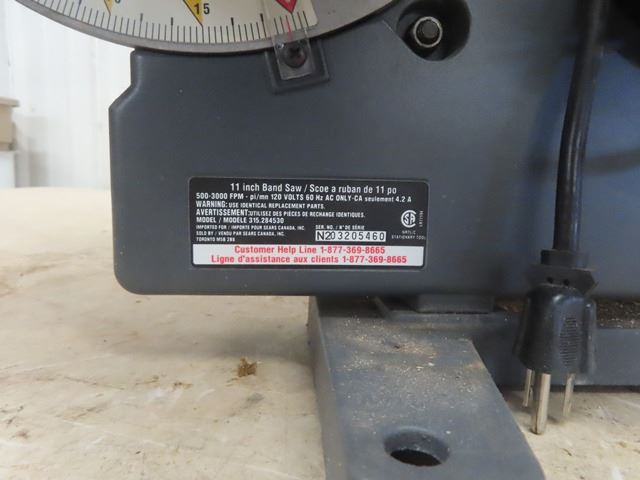 15
11 inch Band Saw / Scoe a ruban de 11 po
500-3000 FPM - pi/mn 120 VOLTS 60 Hz AC ONLY-CA seulement 4.2 A
WARNING: USE IDENTICAL REPLACEMENT PARTS.
AVERTISSEMENT: UTILISEZ DES PIÈCES DE RECHANGE IDENTIQUES.
MODEL / MODÈLE 315.284530
IMPORTED FOR / IMPORTE POUR SEARS CANADA, INC.
SOLD BY / VENDU PAR SEARS CANADA, INC.
TORONTO M5B 2B8
SER. NO. / N° DE SÉRIE
N203205460
STATIONARY TOOL
Customer Help Line 1-877-369-8665
Ligne d'assistance aux clients 1-877-369-8665